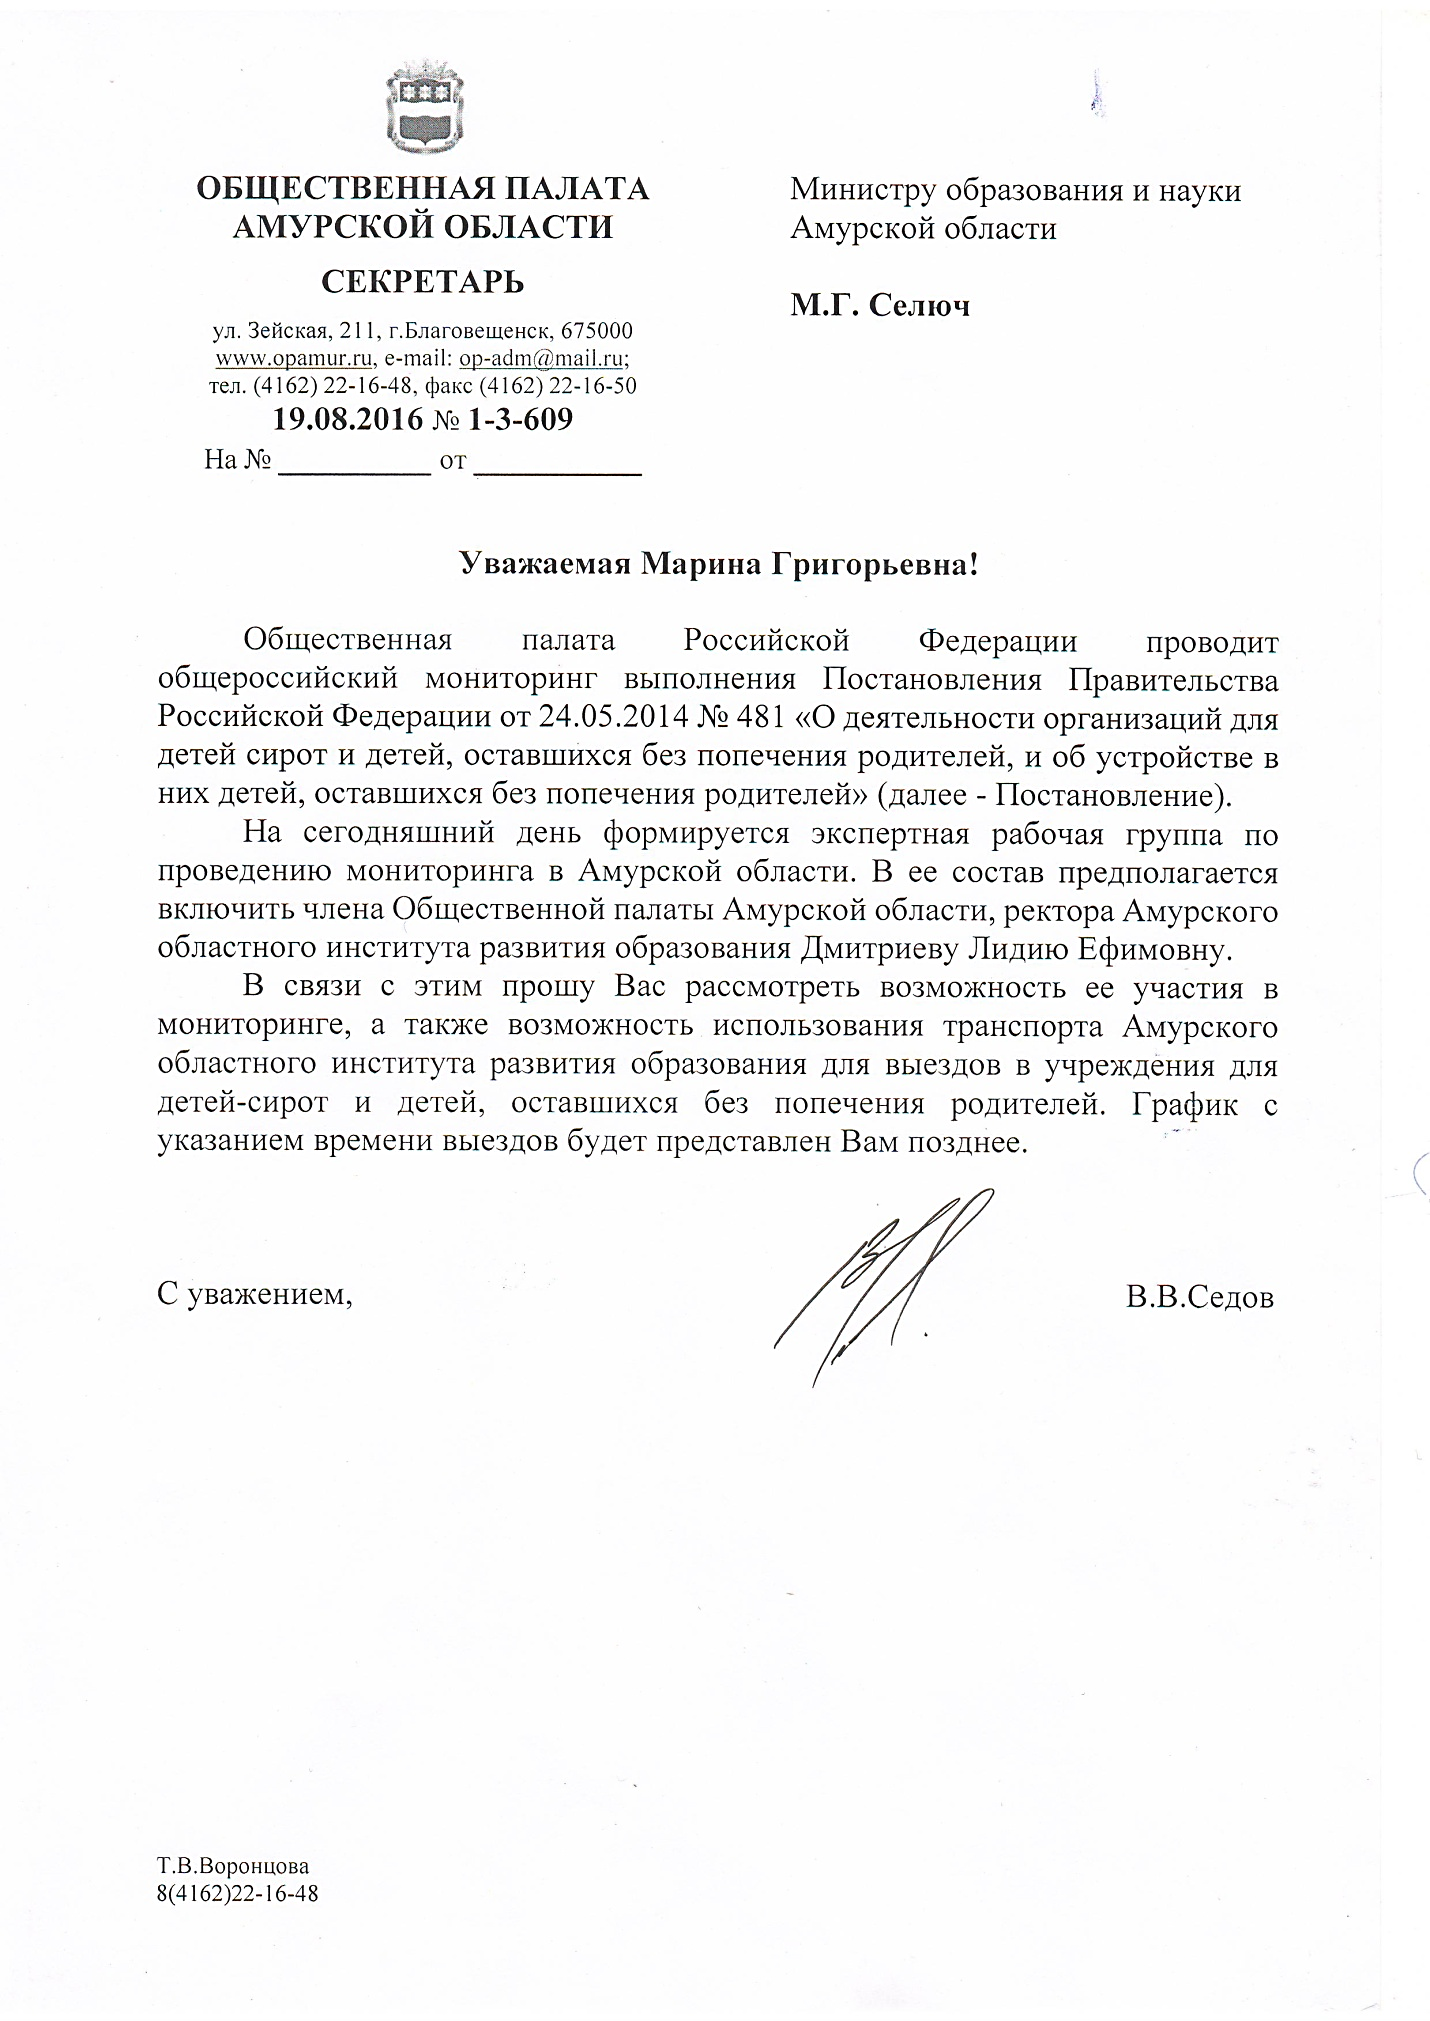 ОБЩЕСТВЕННАЯ ПАЛАТА
АМУРСКОЙ ОБЛАСТИ
СЕКРЕТАРЬ
ул. Зейская, 211, г.Благовещенск, 675000
www.opamur.ru, e-mail: op-adm@mail.ru;
тел. (4162) 22-16-48, факс (4162) 22-16-50
19.08.2016 № 1-3-609
На № ___________ от ____________
Министру образования и науки
Амурской области
М.Г. Селюч
Уважаемая Марина Григорьевна!
Общественная палата Российской Федерации проводит
общероссийский мониторинг выполнения Постановления Правительства
Российской Федерации от 24.05.2014 № 481 «О деятельности организаций для
детей сирот и детей, оставшихся без попечения родителей, и об устройстве в
них детей, оставшихся без попечения родителей» (далее - Постановление).
На сегодняшний день формируется экспертная рабочая группа по
проведению мониторинга в Амурской области. В ее состав предполагается
включить члена Общественной палаты Амурской области, ректора Амурского
областного института развития образования Дмитриеву Лидию Ефимовну.
В связи с этим прошу Вас рассмотреть возможность ее участия в
мониторинге, а также возможность использования транспорта Амурского
областного института развития образования для выездов в учреждения для
детей-сирот и детей, оставшихся без попечения родителей. График с
указанием времени выездов будет представлен Вам позднее.
С уважением,
В.В.Седов
Т.В.Воронцова
8(4162)22-16-48